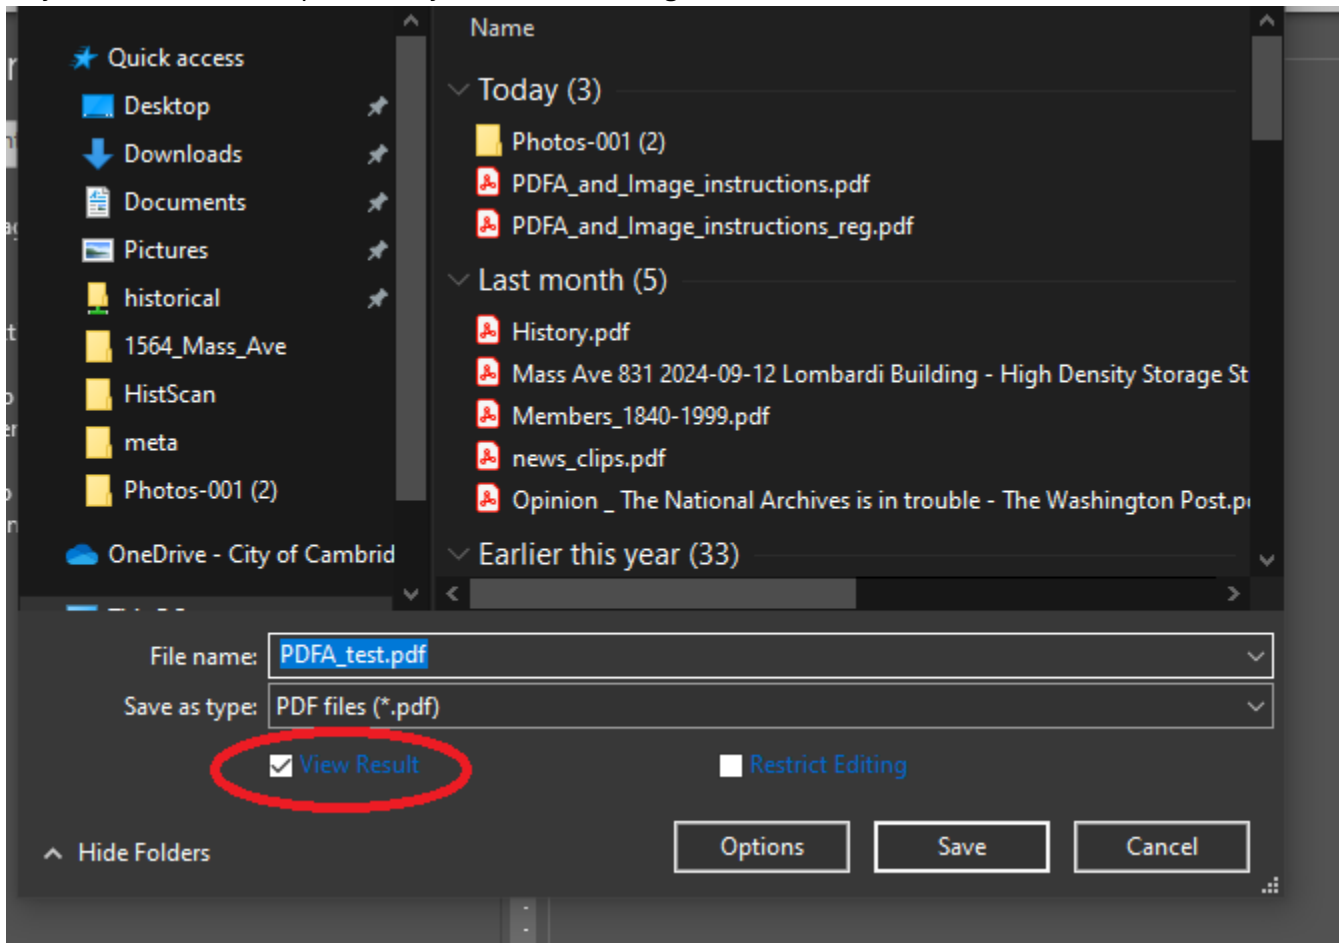 Name
Quick access
Desktop
Downloads
Documents
Pictures
historical
1564_Mass_Ave
HistScan
meta
Photos-001 (2)
OneDrive - City of Cambrid
Today (3)
Photos-001 (2)
PDFA_and_Image_instructions.pdf
PDFA_and_Image_instructions_reg.pdf
Last month (5)
History.pdf
Mass Ave 831 2024-09-12 Lombardi Building - High Density Storage St
Members_1840-1999.pdf
news_clips.pdf
Opinion _ The National Archives is in trouble - The Washington Post.p
Earlier this year (33)
File name: PDFA_test.pdf
Save as type: PDF files (*.pdf)
View Result Restrict Editing
Hide Folders Options Save Cancel